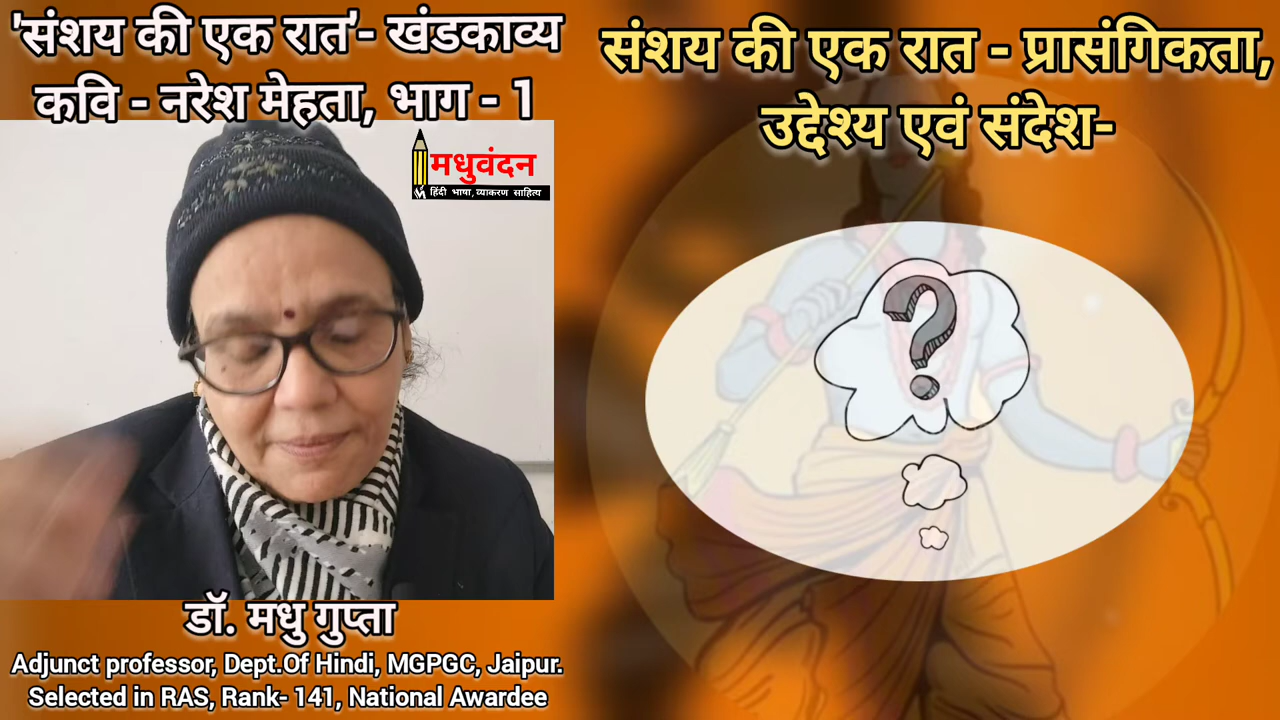 'संशय की एक रात'- खंडकाव्य
कवि - नरेश मेहता, भाग - 1
मधुवंदन
हिंदी भाषा, व्याकरण साहित्य
डॉ. मधु गुप्ता
Adjunct professor, Dept.Of Hindi, MGPGC, Jaipur.
Selected in RAS, Rank- 141, National Awardee
संशय की एक रात - प्रासंगिकता,
उद्देश्य एवं संदेश-
?